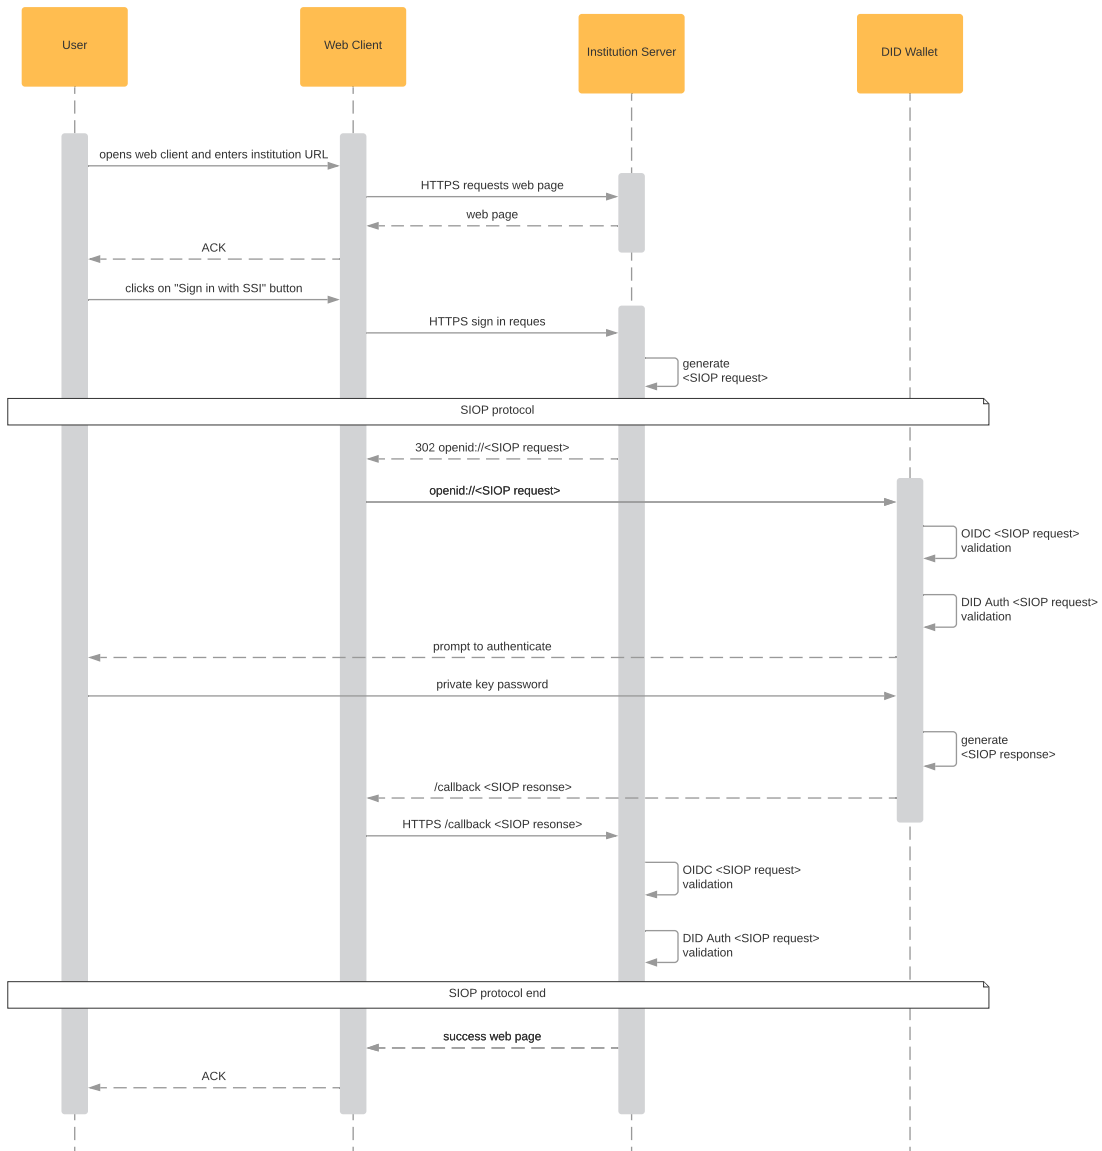 User
Web Client
Institution Server
DID Wallet
opens web client and enters institution URL
HTTPS requests web page
web page
ACK
clicks on "Sign in with SSI" button
HTTPS sign in reques
generate
<SIOP request>
SIOP protocol
302 openid://<SIOP request>
openid://<SIOP request>
OIDC <SIOP request>
validation
DID Auth <SIOP request>
validation
prompt to authenticate
private key password
generate
<SIOP response>
/callback <SIOP resonse>
HTTPS /callback <SIOP resonse>
OIDC <SIOP request>
validation
DID Auth <SIOP request>
validation
SIOP protocol end
success web page
ACK